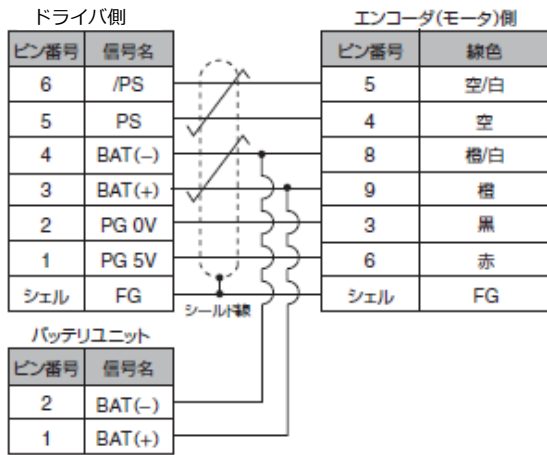 ドライバ側 エンコーダ(モータ)側
ピン番号 信号名 ピン番号 線色
6 /PS 5 空/白
5 PS 4 空
4 BAT(−) 8 橙/白
3 BAT(+) 9 橙
2 PG 0V 3 黒
1 PG 5V 6 赤
シェル FG シェル FG
シールド線
バッテリユニット
ピン番号 信号名
2 BAT(−)
1 BAT(+)